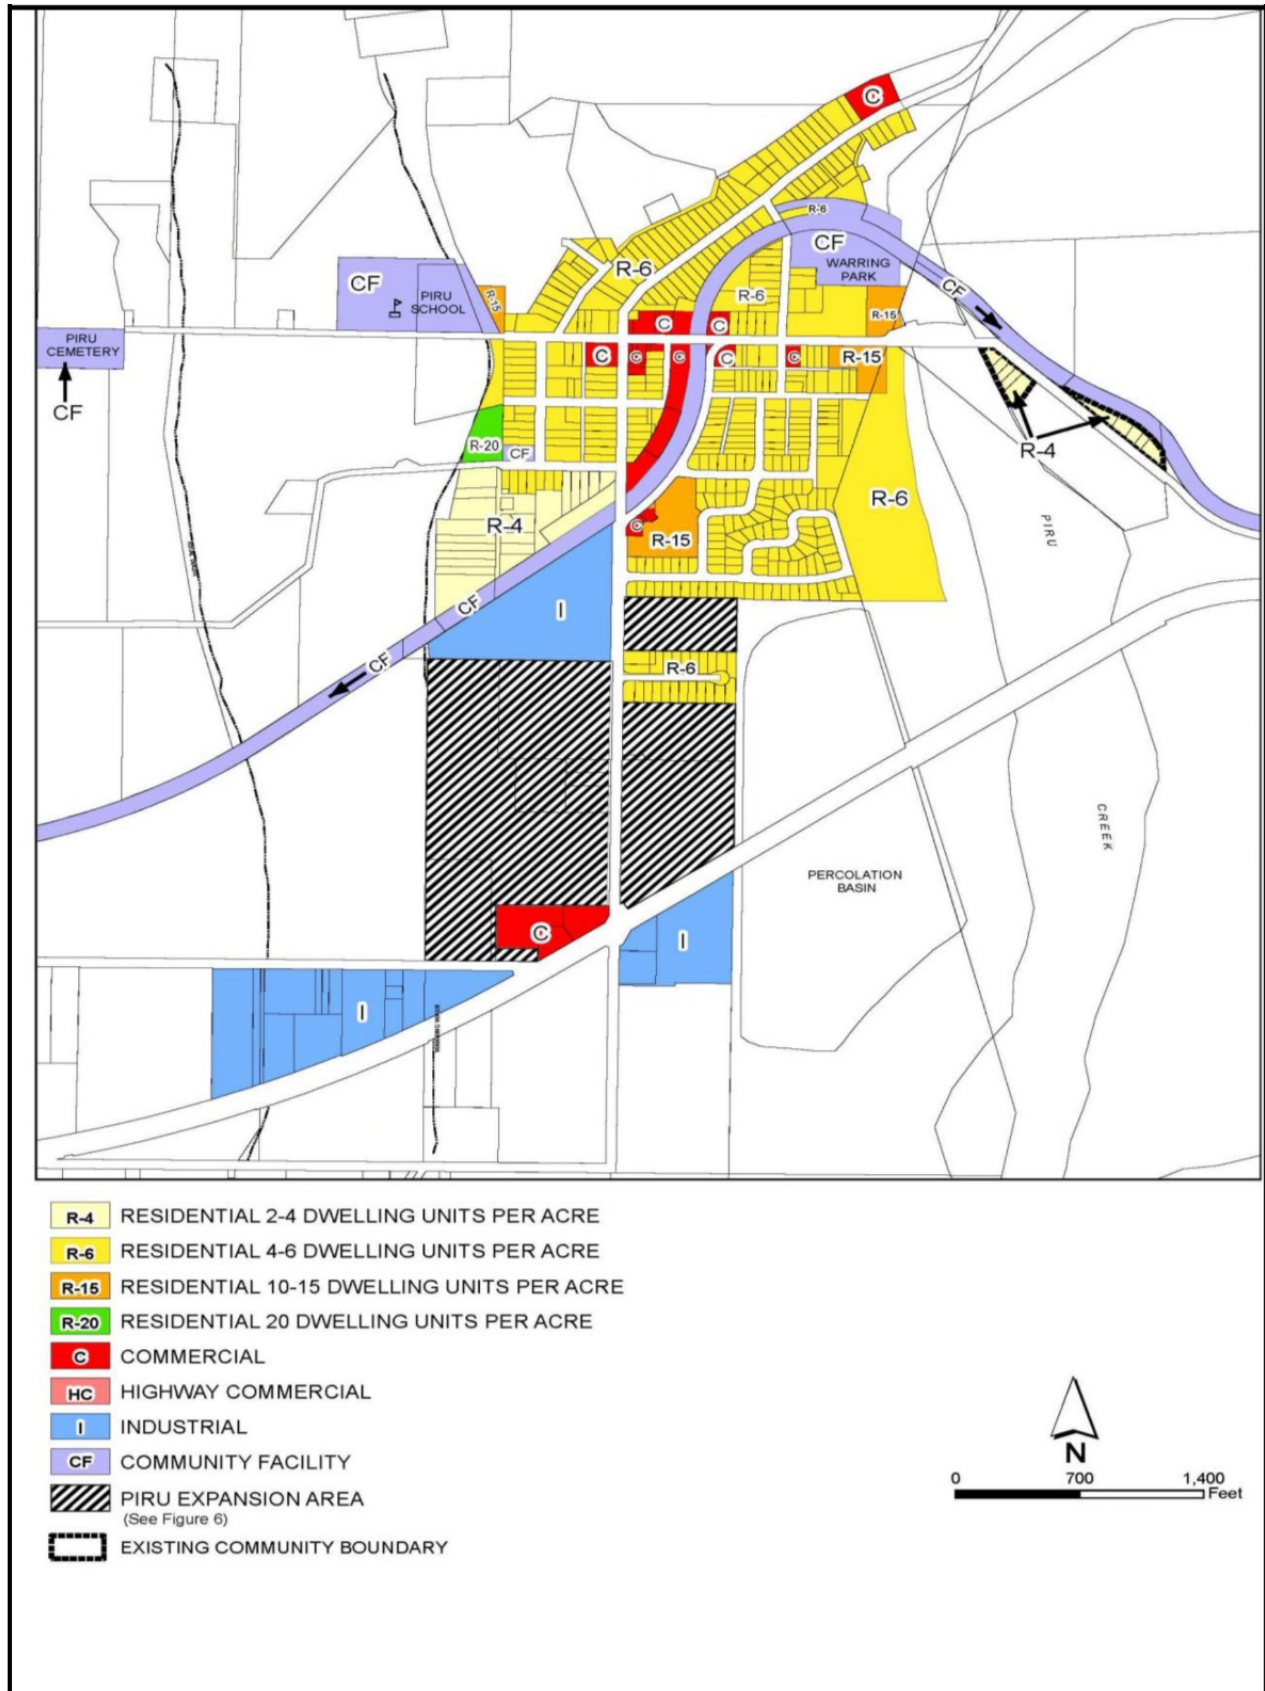 C
R-6
CF
WARRING
PARK
R-6
R-6
CF
PIRU
SCHOOL
R-15
CF
R-15
C
C
PIRU
CEMETERY
C
C
C
C
C
R-15
CF
R-4
R-20
CF
R-6
R-4
PIRU
C
R-15
CF
I
CF
R-6
CREEK
PERCOLATION
BASIN
C
I
I
R-4 RESIDENTIAL 2-4 DWELLING UNITS PER ACRE
R-6 RESIDENTIAL 4-6 DWELLING UNITS PER ACRE
R-15 RESIDENTIAL 10-15 DWELLING UNITS PER ACRE
R-20 RESIDENTIAL 20 DWELLING UNITS PER ACRE
C COMMERCIAL
HC HIGHWAY COMMERCIAL
I INDUSTRIAL
CF COMMUNITY FACILITY
PIRU EXPANSION AREA
(See Figure 6)
EXISTING COMMUNITY BOUNDARY
N
0 700 1,400
Feet